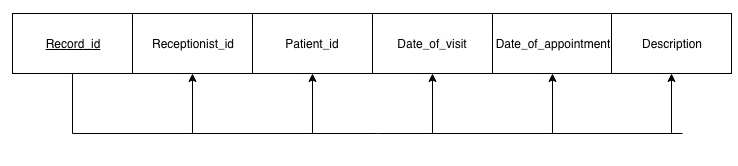 Record_id
Receptionist_id
Patient_id
Date_of_visit
Date_of_appointment
Description